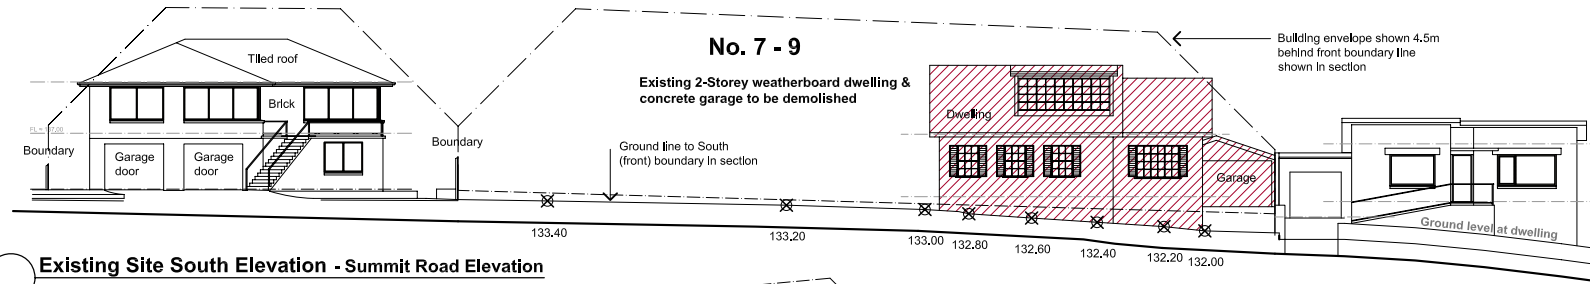 No. 7 - 9
Existing 2-Storey weatherboard dwelling &
concrete garage to be demolished
Building envelope shown 4.5m
behind front boundary line
shown in section
Tiled roof
Brick
Dwelling
Boundary
Garage
door
Garage
door
Boundary
Ground line to South
(front) boundary in section
Garage
Ground level at dwelling
133.40
133.20
133.00
132.80
132.60
132.40
132.20
132.00
Existing Site South Elevation - Summit Road Elevation